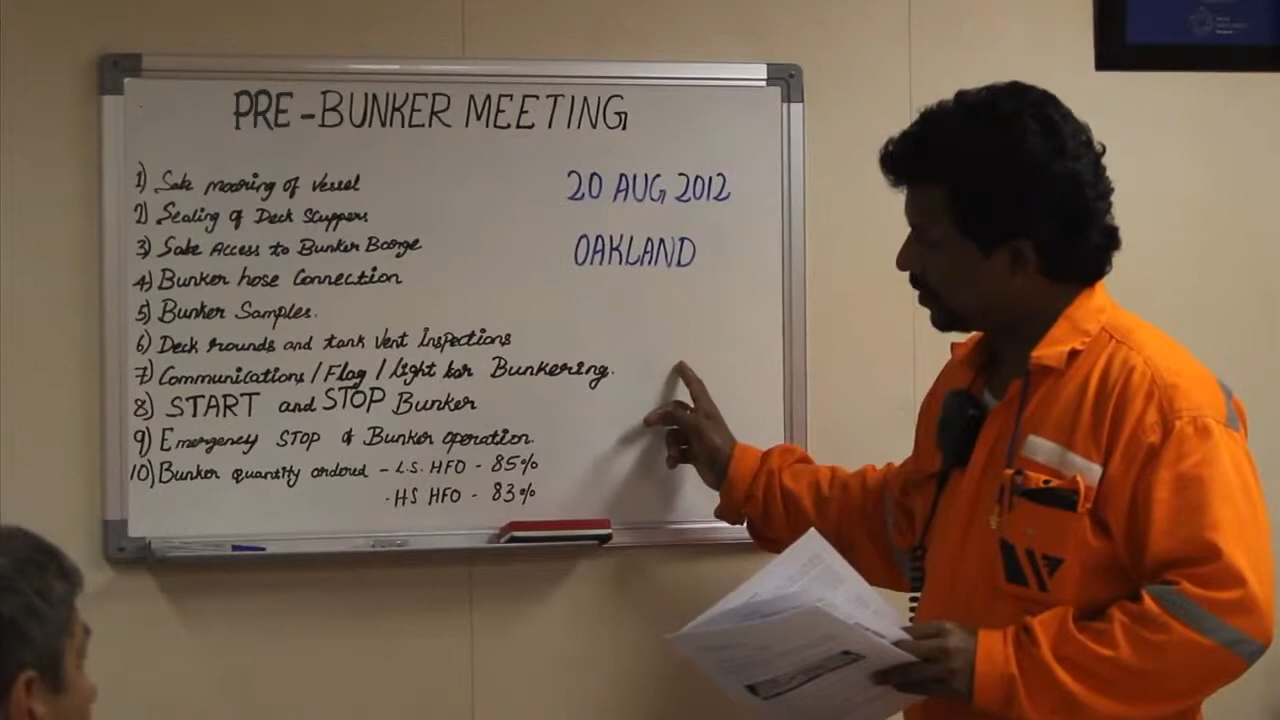 PRE-BUNKER MEETING
20 AUG 2012
OAKLAND
1) Safe mooring of Vessel
2) Sealing of Deck Scuppers
3) Safe Access to Bunker Barge
4) Bunker hose Connection
5) Bunker Samples.
6) Deck rounds and tank Vent Inspections
7) Communications / Flag / light for Bunkering.
8) START and STOP Bunker
9) Emergency STOP of Bunker operation.
10) Bunker quantity ordered - L.S. HFO - 85%
- HS HFO - 83%